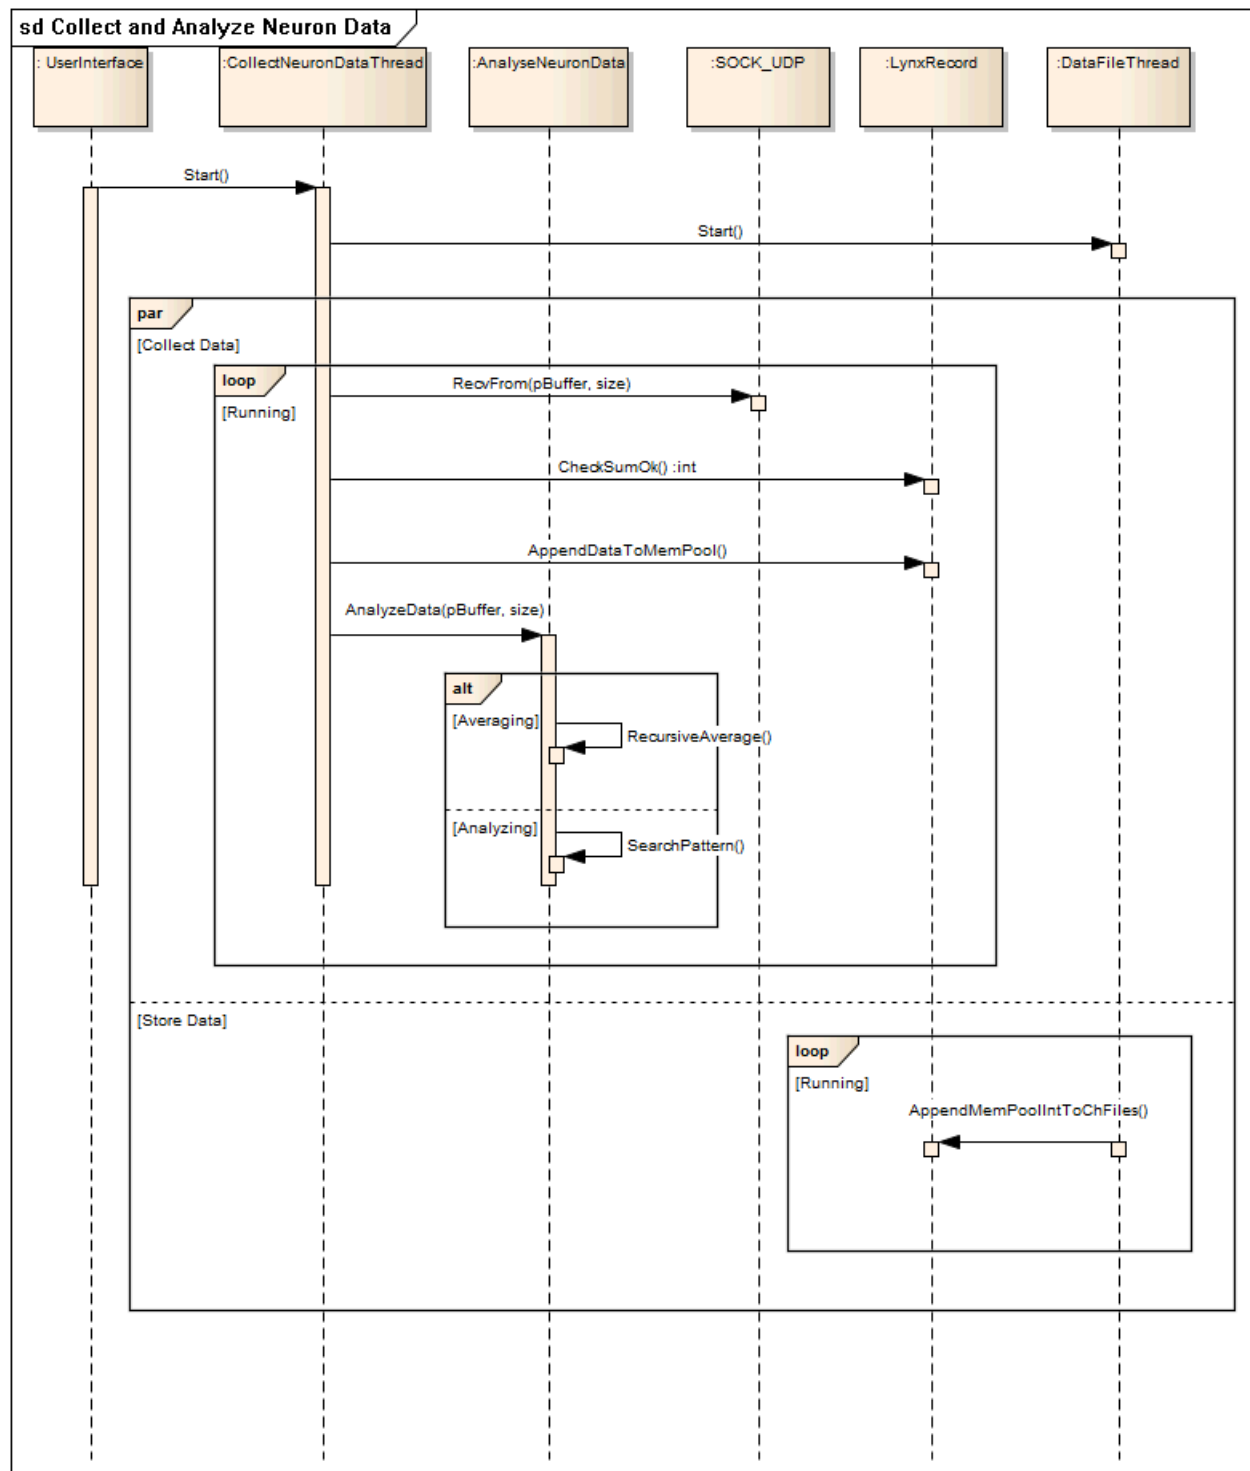 sd Collect and Analyze Neuron Data
: UserInterface
:CollectNeuronDataThread
:AnalyseNeuronData
:SOCK_UDP
:LynxRecord
:DataFileThread
Start()
Start()
par
[Collect Data]
loop
[Running]
RecvFrom(pBuffer, size)
CheckSumOk() :int
AppendDataToMemPool()
AnalyzeData(pBuffer, size)
alt
[Averaging]
RecursiveAverage()
[Analyzing]
SearchPattern()
[Store Data]
loop
[Running]
AppendMemPoolIntToChFiles()